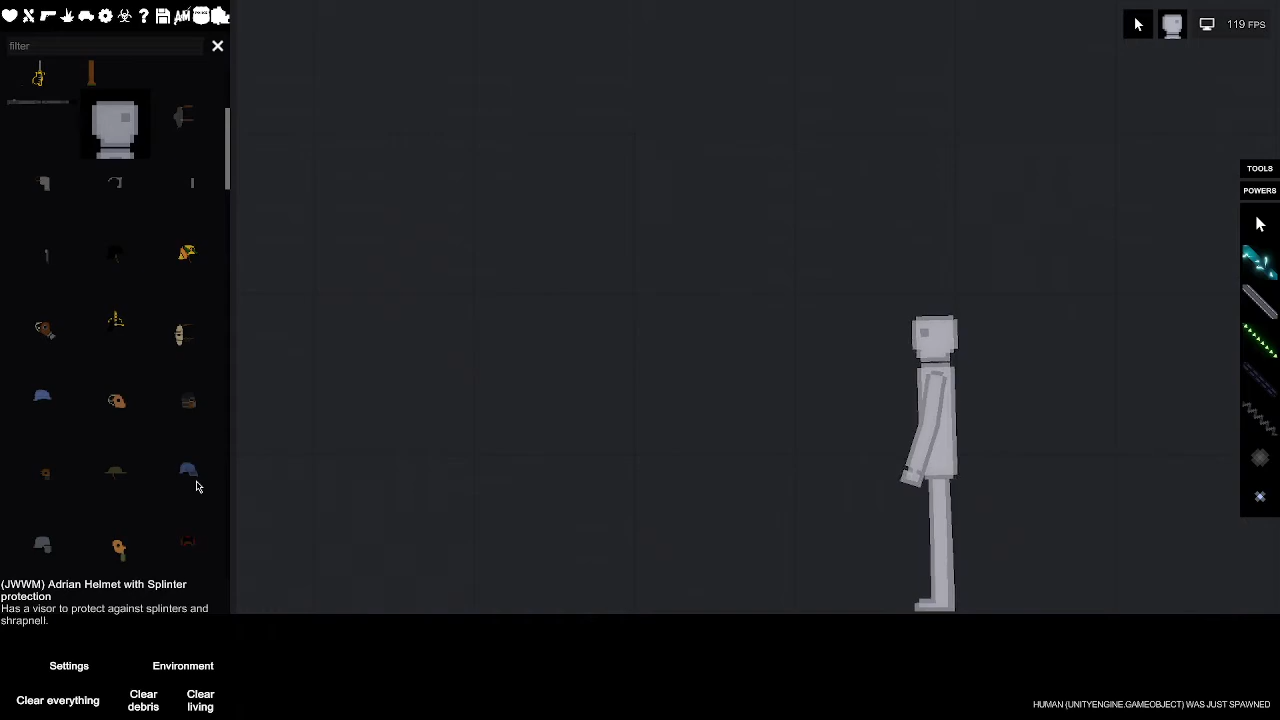 AM
filter
119 FPS
TOOLS
POWERS
(JWWM) Adrian Helmet with Splinter
protection
Has a visor to protect against splinters and
shrapnell.
Settings
Environment
Clear everything
Clear
debris
Clear
living
HUMAN (UNITYENGINE.GAMEOBJECT) WAS JUST SPAWNED